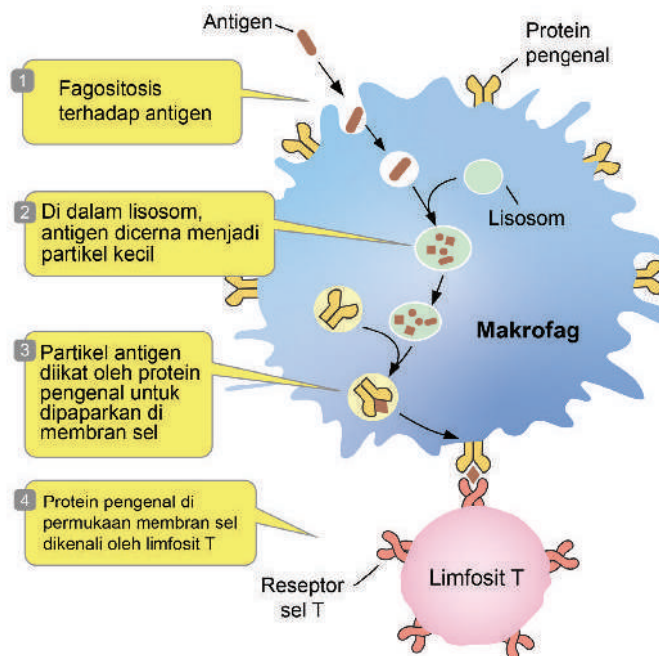 Antigen
Protein
pengenal
1
Fagositosis
terhadap antigen
2
Di dalam lisosom,
antigen dicerna menjadi
partikel kecil
Lisosom
Makrofag
3
Partikel antigen
diikat oleh protein
pengenal untuk
dipaparkan di
membran sel
4
Protein pengenal di
permukaan membran sel
dikenali oleh limfosit T
Reseptor
sel T
Limfosit T